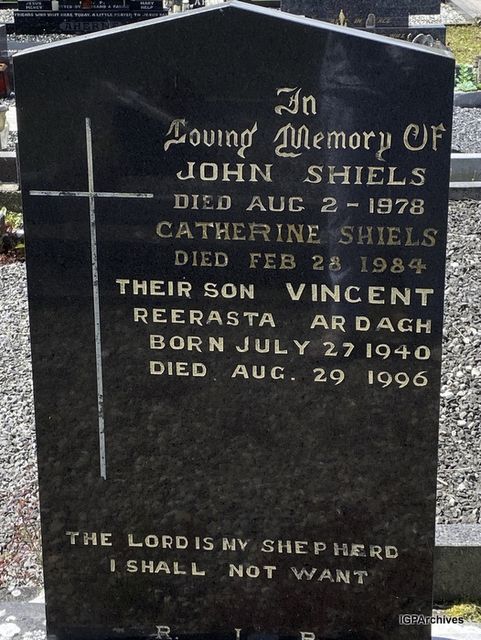 In
Loving Memory Of
JOHN SHIELS
DIED AUG 2 - 1978
CATHERINE SHIELS
DIED FEB 28 1984
THEIR SON VINCENT
REERASTA ARDAGH
BORN JULY 27 1940
DIED AUG. 29 1996
THE LORD IS MY SHEPHERD
I SHALL NOT WANT
R I P
IGPArchives